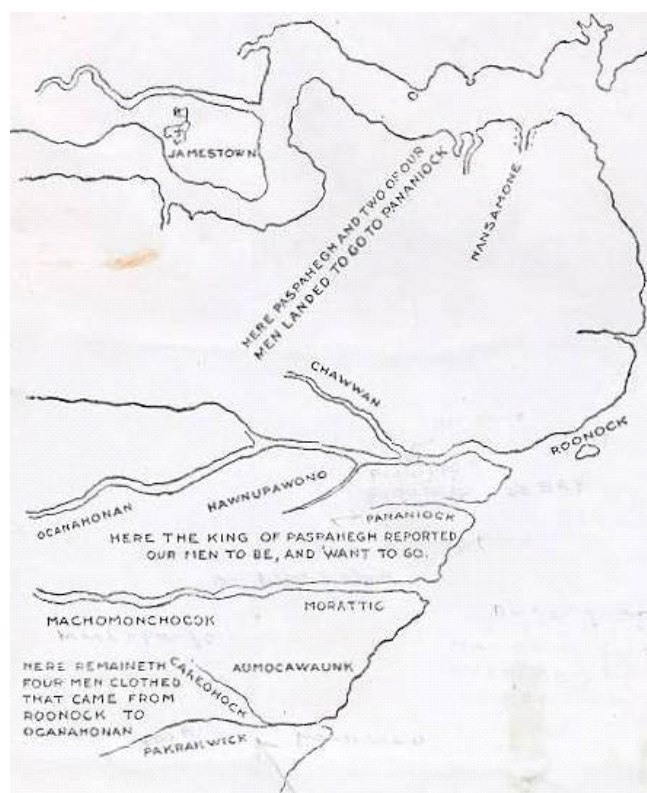 JAMESTOWN
HERE PASPAHEGH AND TWO OF OUR
MEN LANDED TO GO TO PANANIOCK
NANSAMONE
CHAWWAN
ROONOCK
HAWNUPAWONO
OCANAHONAN
PANANIOCK
HERE THE KING OF PASPAHEGH REPORTED
OUR MEN TO BE, AND WANT TO GO.
MORATTIC
MACHOMONCHOCOK
HERE REMAINETH
FOUR MEN CLOTHED
THAT CAME FROM
ROONOCK TO
OCANAHONAN
AUMOCAWAUNK
PAKRAKWICK